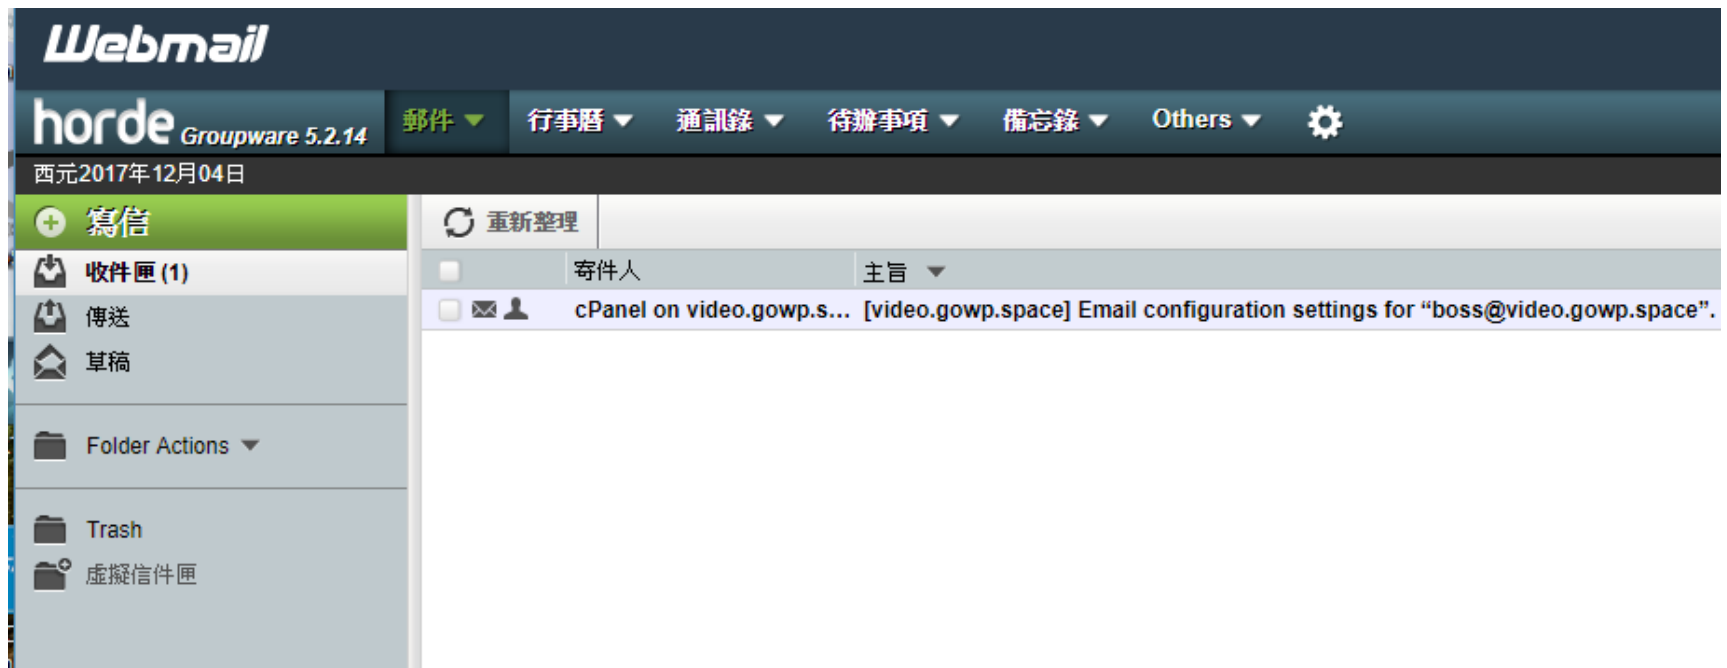 Webmail
horde Groupware 5.2.14 郵件 行事曆 通訊錄 待辦事項 備忘錄 Others
西元2017年12月04日
寫信 重新整理
收件匣 (1) 寄件人 主旨
傳送 cPanel on video.gowp.s... [video.gowp.space] Email configuration settings for “boss@video.gowp.space”.
草稿
Folder Actions
Trash
虛擬信件匣